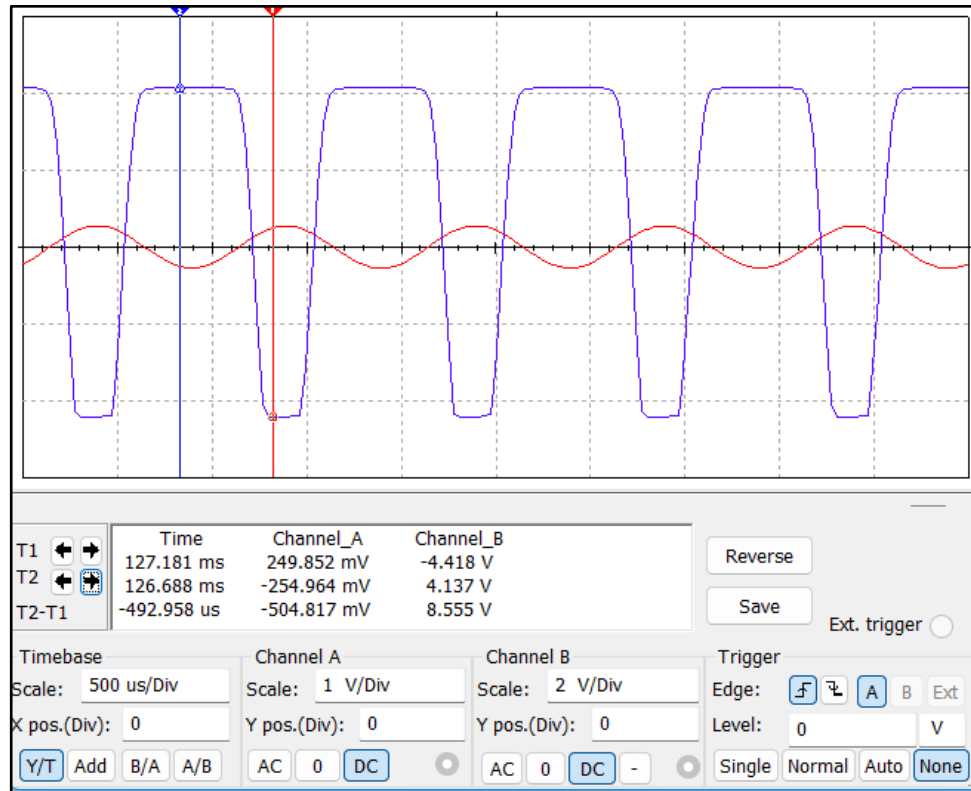 2 1
Time Channel_A Channel_B
T1 127.181 ms 249.852 mV -4.418 V
T2 126.688 ms -254.964 mV 4.137 V
T2-T1 -492.958 us -504.817 mV 8.555 V
Reverse
Save
Ext. trigger
Timebase
Scale: 500 us/Div
X pos.(Div): 0
Y/T Add B/A A/B
Channel A
Scale: 1 V/Div
Y pos.(Div): 0
AC 0 DC
Channel B
Scale: 2 V/Div
Y pos.(Div): 0
AC 0 DC -
Trigger
Edge: A B Ext
Level: 0 V
Single Normal Auto None